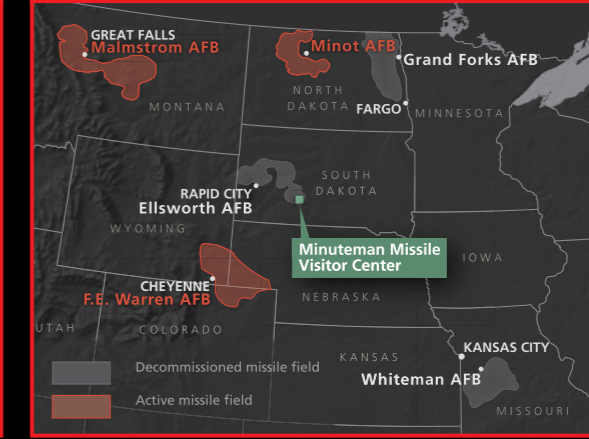 GREAT FALLS
Malmstrom AFB
Minot AFB
Grand Forks AFB
NORTH
DAKOTA
FARGO
MONTANA
MINNESOTA
SOUTH
DAKOTA
RAPID CITY
Ellsworth AFB
WYOMING
Minuteman Missile
Visitor Center
IOWA
CHEYENNE
F.E. Warren AFB
NEBRASKA
UTAH
COLORADO
KANSAS CITY
KANSAS
Decommissioned missile field
Whiteman AFB
Active missile field
MISSOURI